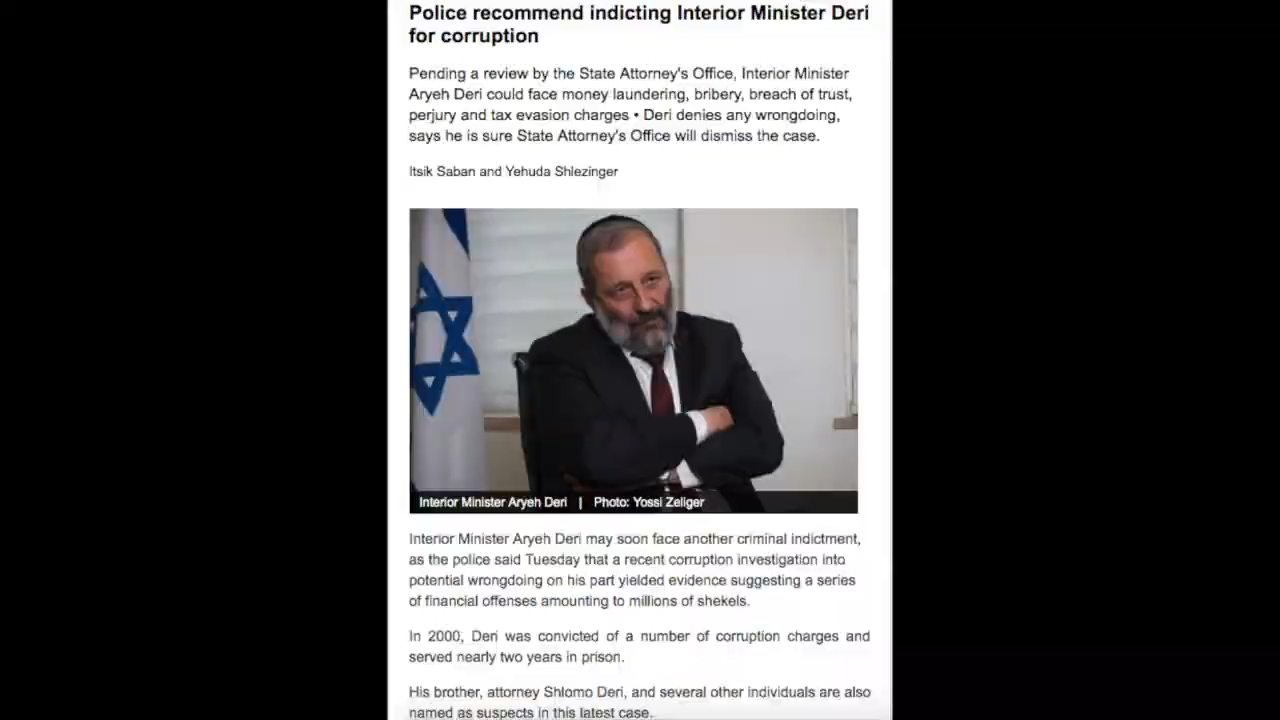 Police recommend indicting Interior Minister Deri
for corruption
Pending a review by the State Attorney's Office, Interior Minister
Aryeh Deri could face money laundering, bribery, breach of trust,
perjury and tax evasion charges • Deri denies any wrongdoing,
says he is sure State Attorney's Office will dismiss the case.
Itsik Saban and Yehuda Shlezinger
Interior Minister Aryeh Deri | Photo: Yossi Zeliger
Interior Minister Aryeh Deri may soon face another criminal indictment,
as the police said Tuesday that a recent corruption investigation into
potential wrongdoing on his part yielded evidence suggesting a series
of financial offenses amounting to millions of shekels.
In 2000, Deri was convicted of a number of corruption charges and
served nearly two years in prison.
His brother, attorney Shlomo Deri, and several other individuals are also
named as suspects in this latest case.